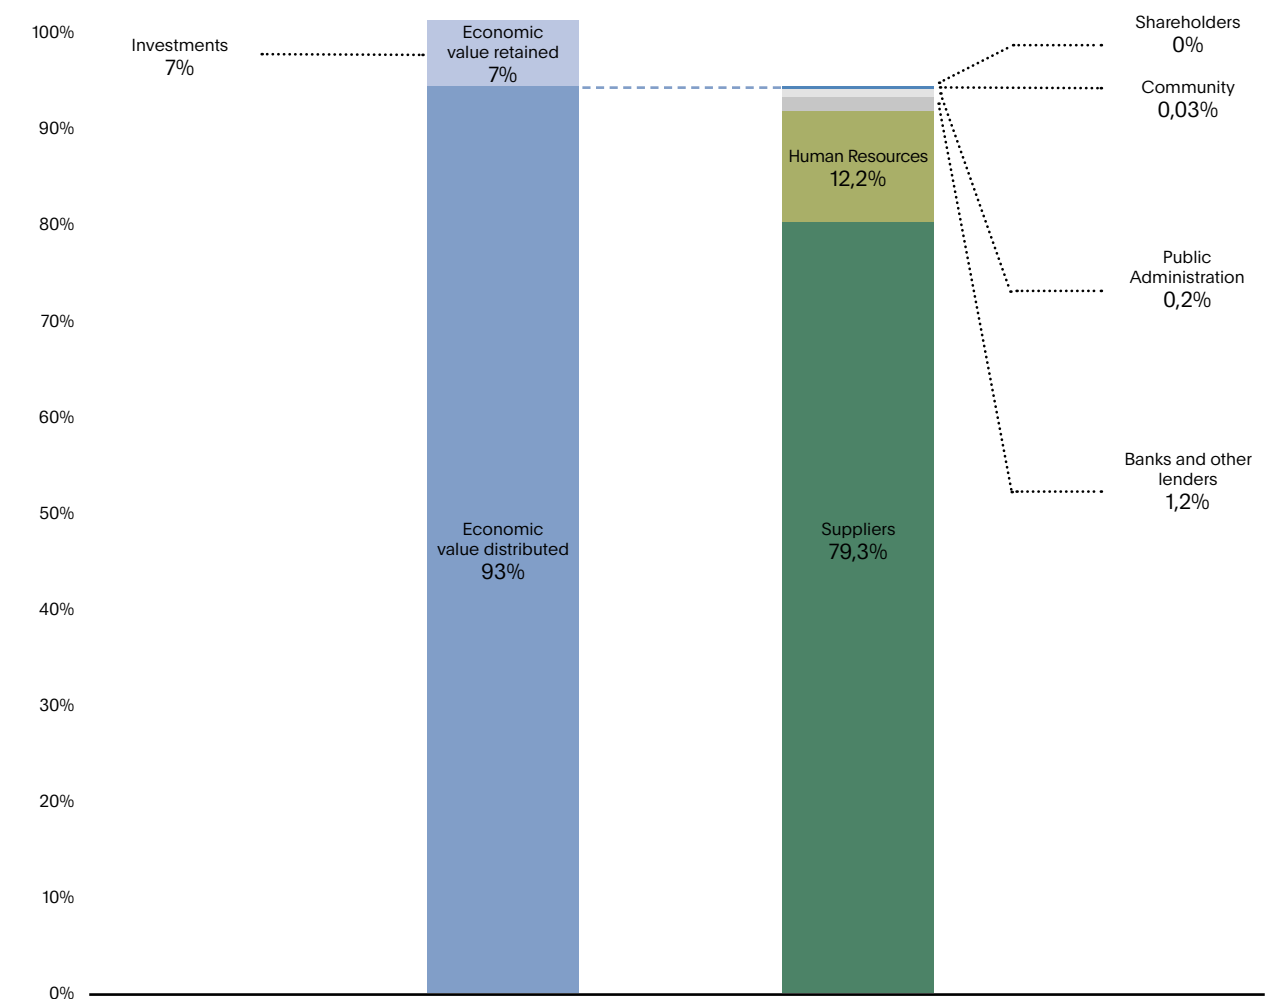 100%
90%
80%
70%
60%
50%
40%
30%
20%
10%
0%
Investments
7%
Economic
value retained
7%
Economic
value distributed
93%
Human Resources
12,2%
Suppliers
79,3%
Shareholders
0%
Community
0,03%
Public
Administration
0,2%
Banks and other
lenders
1,2%